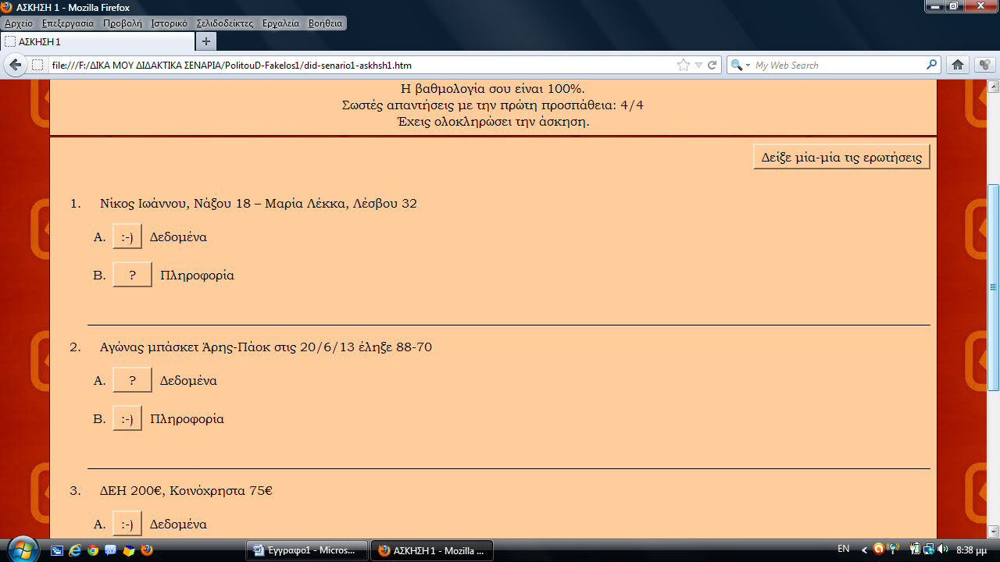 ΑΣΚΗΣΗ 1 - Mozilla Firefox
Αρχείο Επεξεργασία Προβολή Ιστορικό Σελιδοδείκτες Εργαλεία Βοήθεια
ΑΣΚΗΣΗ 1
file:///F:/ΔΙΚΑ ΜΟΥ ΔΙΔΑΚΤΙΚΑ ΣΕΝΑΡΙΑ/PolitouD-Fakelos1/did-senario1-askhsh1.htm
My Web Search
Η βαθμολογία σου είναι 100%.
Σωστές απαντήσεις με την πρώτη προσπάθεια: 4/4
Έχεις ολοκληρώσει την άσκηση.
Δείξε μία-μία τις ερωτήσεις
1. Νίκος Ιωάννου, Νάξου 18 – Μαρία Λέκκα, Λέσβου 32
A. :-) Δεδομένα
B. ? Πληροφορία
2. Αγώνας μπάσκετ Άρης-Πάοκ στις 20/6/13 έληξε 88-70
A. ? Δεδομένα
B. :-) Πληροφορία
3. ΔΕΗ 200€, Κοινόχρηστα 75€
A. :-) Δεδομένα
Έγγραφο1 - Micros...
ΑΣΚΗΣΗ 1 - Mozilla ...
EN
8:38 μμ